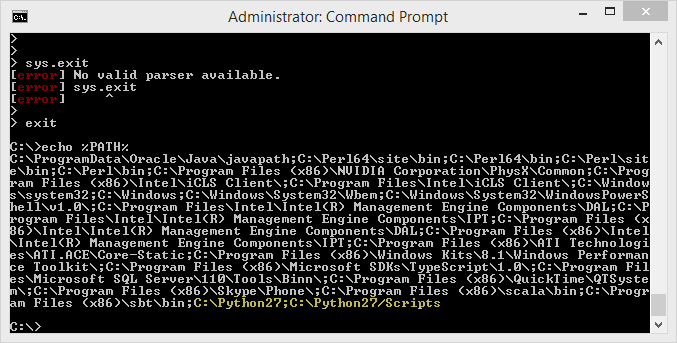 Administrator: Command Prompt
>
>
> sys.exit
[error] No valid parser available.
[error] sys.exit
[error]     ^
>
> exit
C:\>echo %PATH%
C:\ProgramData\Oracle\Java\javapath;C:\Perl64\site\bin;C:\Perl64\bin;C:\Perl\sit
e\bin;C:\Perl\bin;C:\Program Files (x86)\NVIDIA Corporation\PhysX\Common;C:\Prog
ram Files (x86)\Intel\iCLS Client\;C:\Program Files\Intel\iCLS Client\;C:\Window
s\system32;C:\Windows;C:\Windows\System32\Wbem;C:\Windows\System32\WindowsPowerS
hell\v1.0\;C:\Program Files\Intel\Intel(R) Management Engine Components\DAL;C:\P
rogram Files\Intel\Intel(R) Management Engine Components\IPT;C:\Program Files (x
86)\Intel\Intel(R) Management Engine Components\DAL;C:\Program Files (x86)\Intel
\Intel(R) Management Engine Components\IPT;C:\Program Files (x86)\ATI Technologi
es\ATI.ACE\Core-Static;C:\Program Files (x86)\Windows Kits\8.1\Windows Performan
ce Toolkit\;C:\Program Files (x86)\Microsoft SDKs\TypeScript\1.0\;C:\Program Fil
es\Microsoft SQL Server\110\Tools\Binn\;C:\Program Files (x86)\QuickTime\QTSyste
m\;C:\Program Files (x86)\Skype\Phone\;C:\Program Files (x86)\scala\bin;C:\Progr
am Files (x86)\sbt\bin;C:\Python27;C:\Python27/Scripts
C:\>